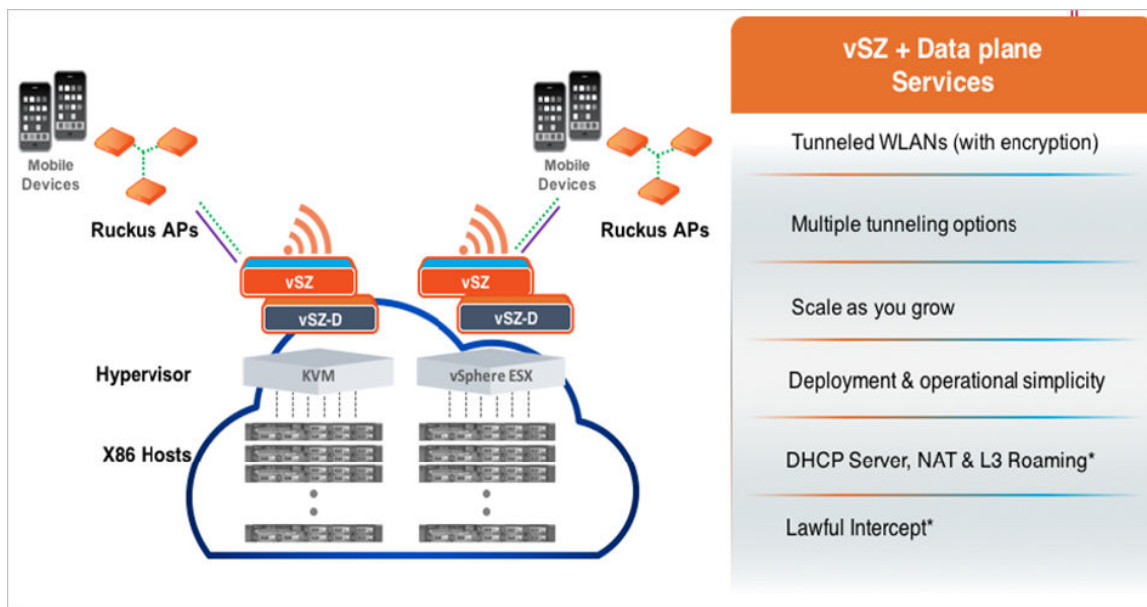 Mobile
Devices
Ruckus APs
Mobile
Devices
Ruckus APs
vSZ
vSZ-D
vSZ
vSZ-D
Hypervisor
KVM
vSphere ESX
X86 Hosts
vSZ + Data plane
Services
Tunneled WLANs (with encryption)
Multiple tunneling options
Scale as you grow
Deployment & operational simplicity
DHCP Server, NAT & L3 Roaming*
Lawful Intercept*